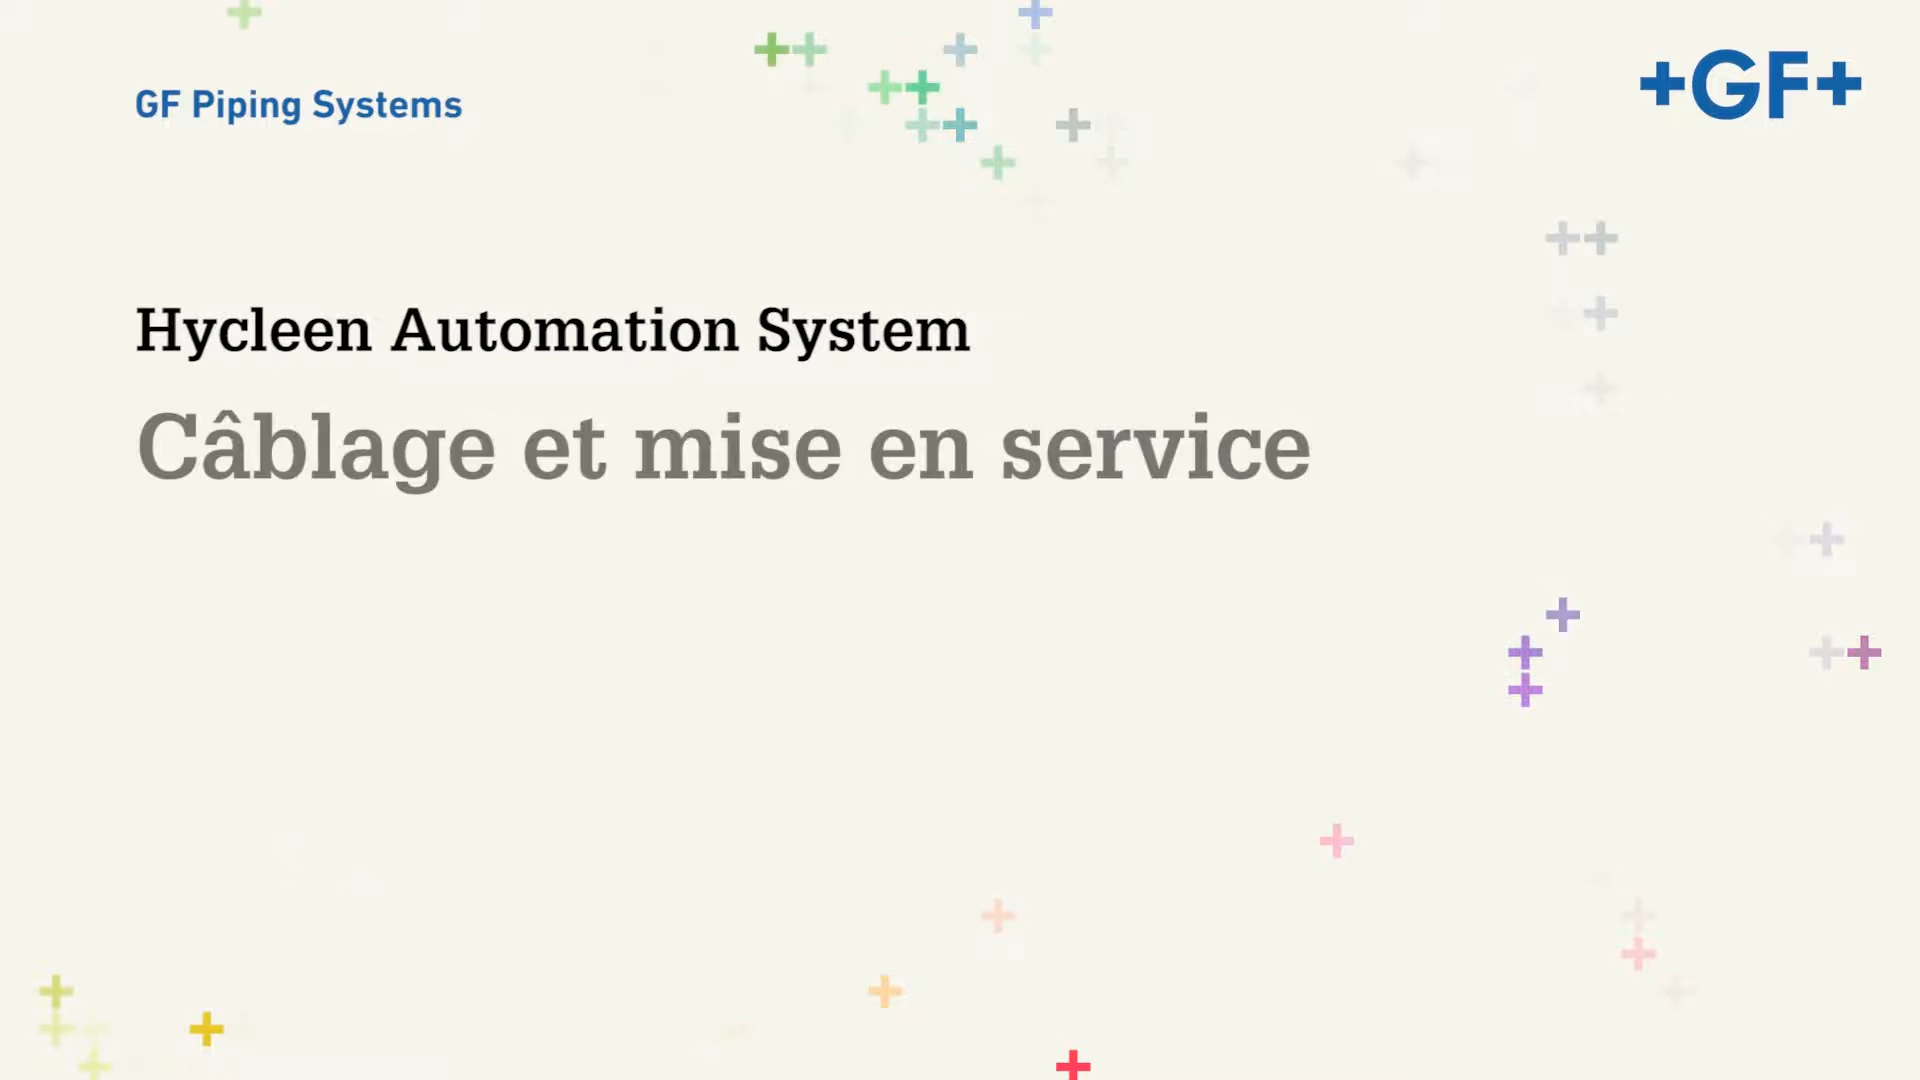 GF Piping Systems
+GF+
Hycleen Automation System
Câblage et mise en service